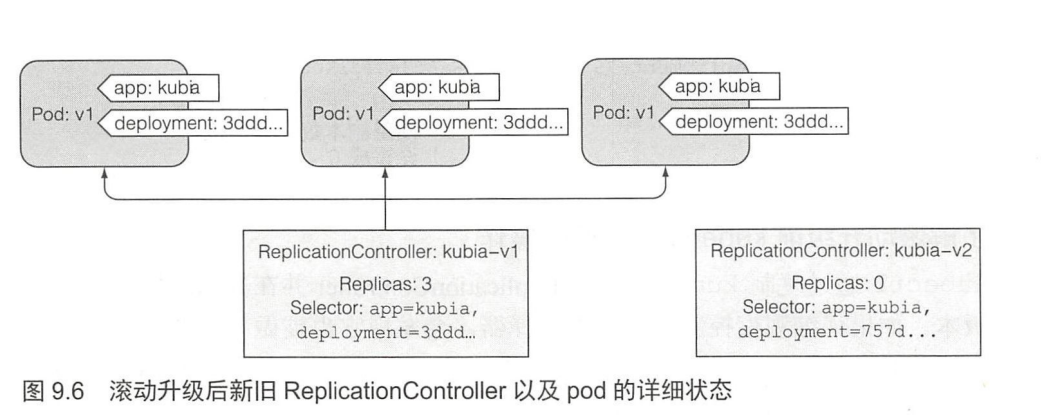 app: kubia
app: kubia
app: kubia
Pod: v1
Pod: v1
Pod: v1
deployment: 3ddd...
deployment: 3ddd...
deployment: 3ddd...
ReplicationController: kubia-v1
Replicas: 3
Selector: app=kubia,
deployment=3ddd…
ReplicationController: kubia-v2
Replicas: 0
Selector: app=kubia,
deployment=757d...
图 9.6 滚动升级后新旧 ReplicationController 以及 pod 的详细状态